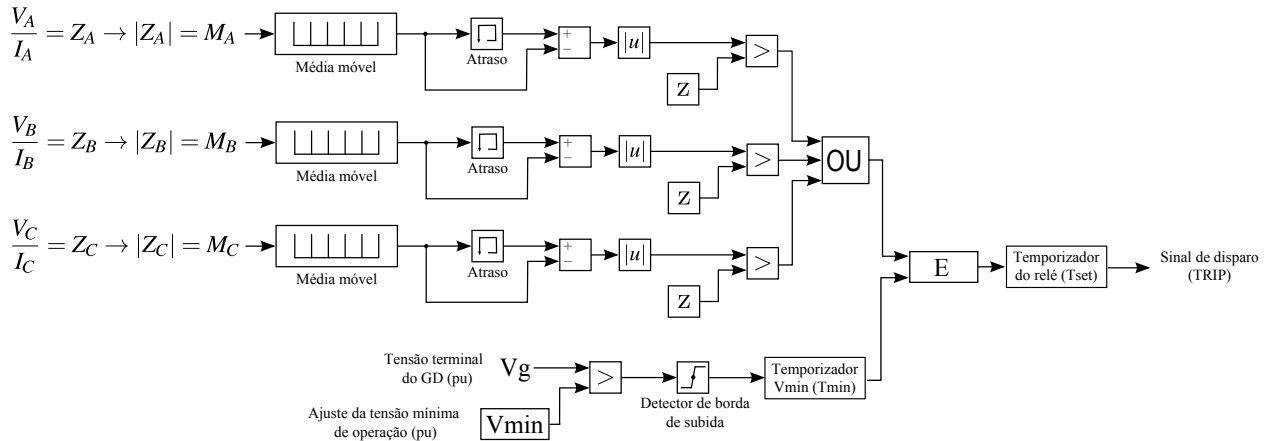 V_A/I_A = Z_A → |Z_A| = M_A
Média móvel
Atraso
+
−
|u|
>
Z
V_B/I_B = Z_B → |Z_B| = M_B
Média móvel
Atraso
+
−
|u|
>
Z
OU
V_C/I_C = Z_C → |Z_C| = M_C
Média móvel
Atraso
+
−
|u|
>
Z
E
Temporizador
do relé (Tset)
Sinal de disparo
(TRIP)
Tensão terminal
do GD (pu)
Vg
>
Detector de borda
de subida
Temporizador
Vmin (Tmin)
Ajuste da tensão mínima
de operação (pu)
Vmin